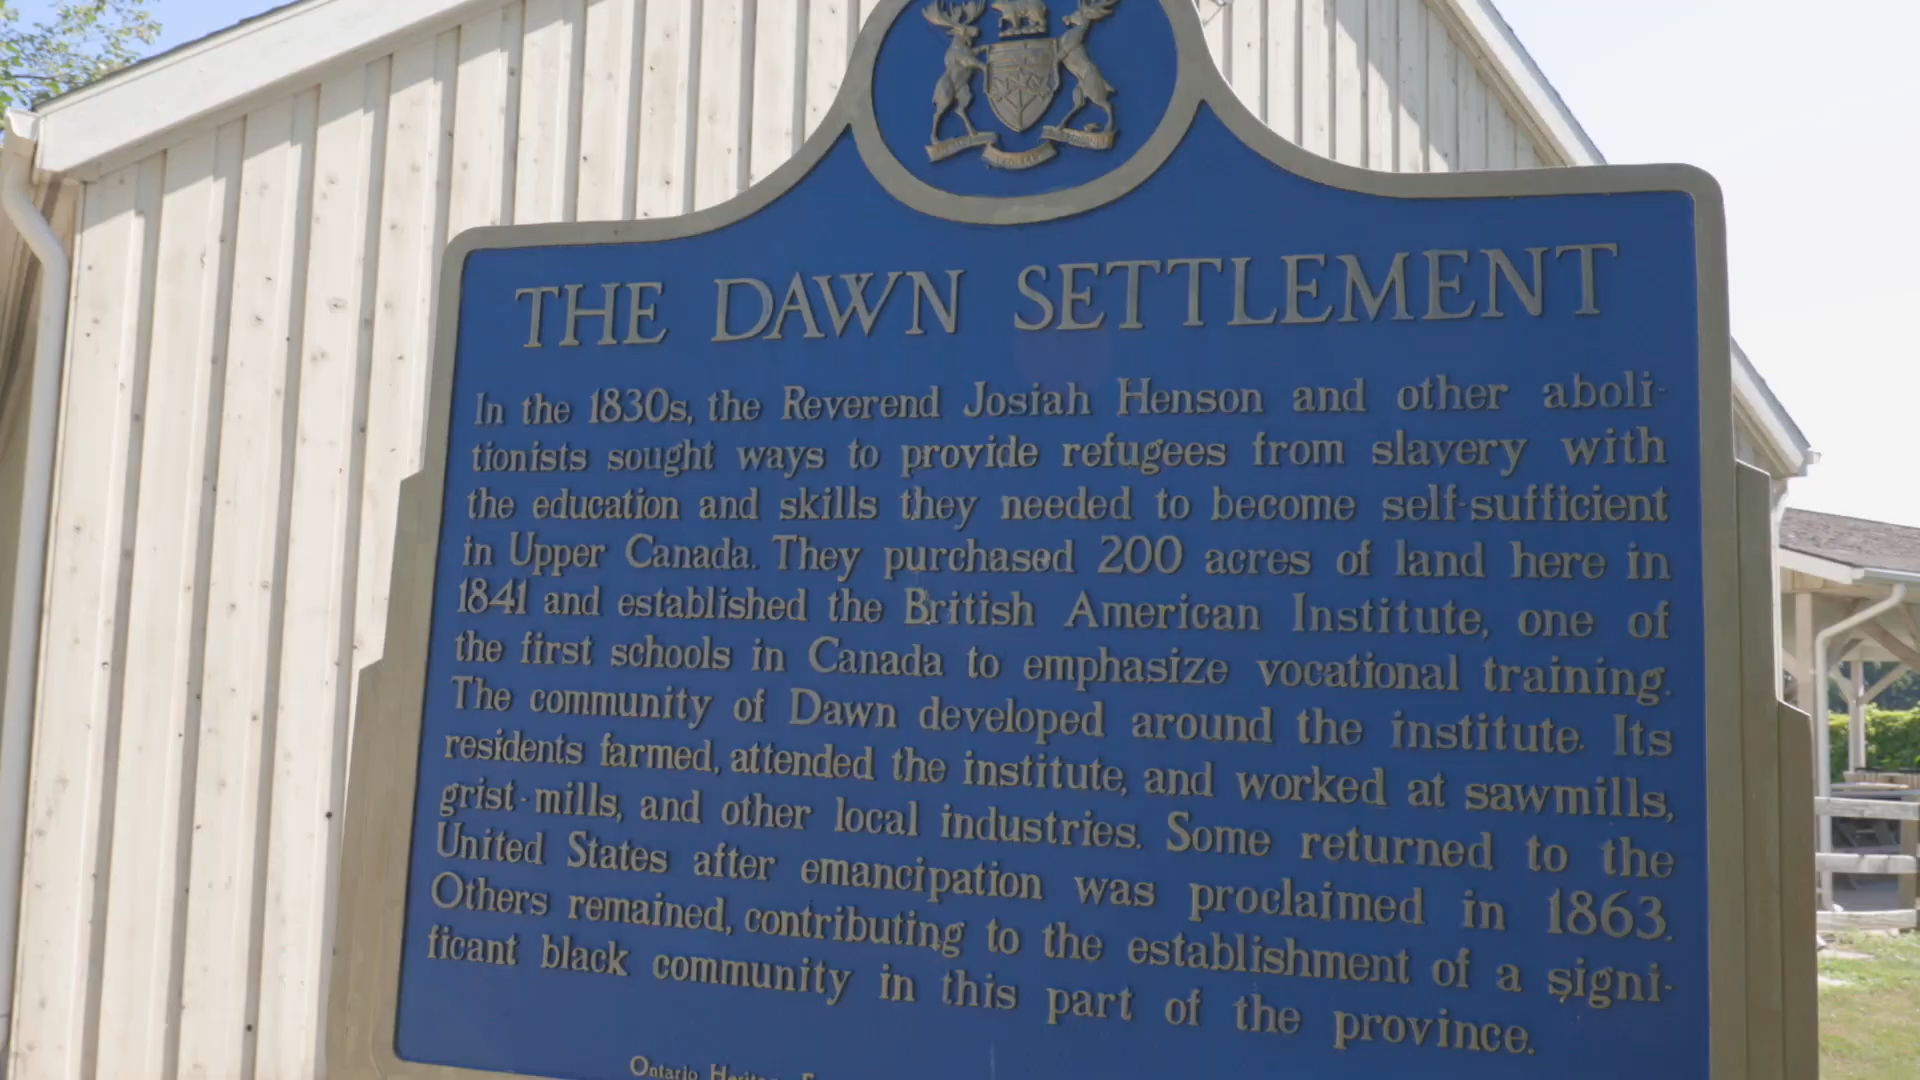 THE DAWN SETTLEMENT
In the 1830s, the Reverend Josiah Henson and other aboli-
tionists sought ways to provide refugees from slavery with
the education and skills they needed to become self-sufficient
in Upper Canada. They purchased 200 acres of land here in
1841 and established the British American Institute, one of
the first schools in Canada to emphasize vocational training.
The community of Dawn developed around the institute. Its
residents farmed, attended the institute, and worked at sawmills,
grist-mills, and other local industries. Some returned to the
United States after emancipation was proclaimed in 1863.
Others remained, contributing to the establishment of a signi-
ficant black community in this part of the province.
Ontario